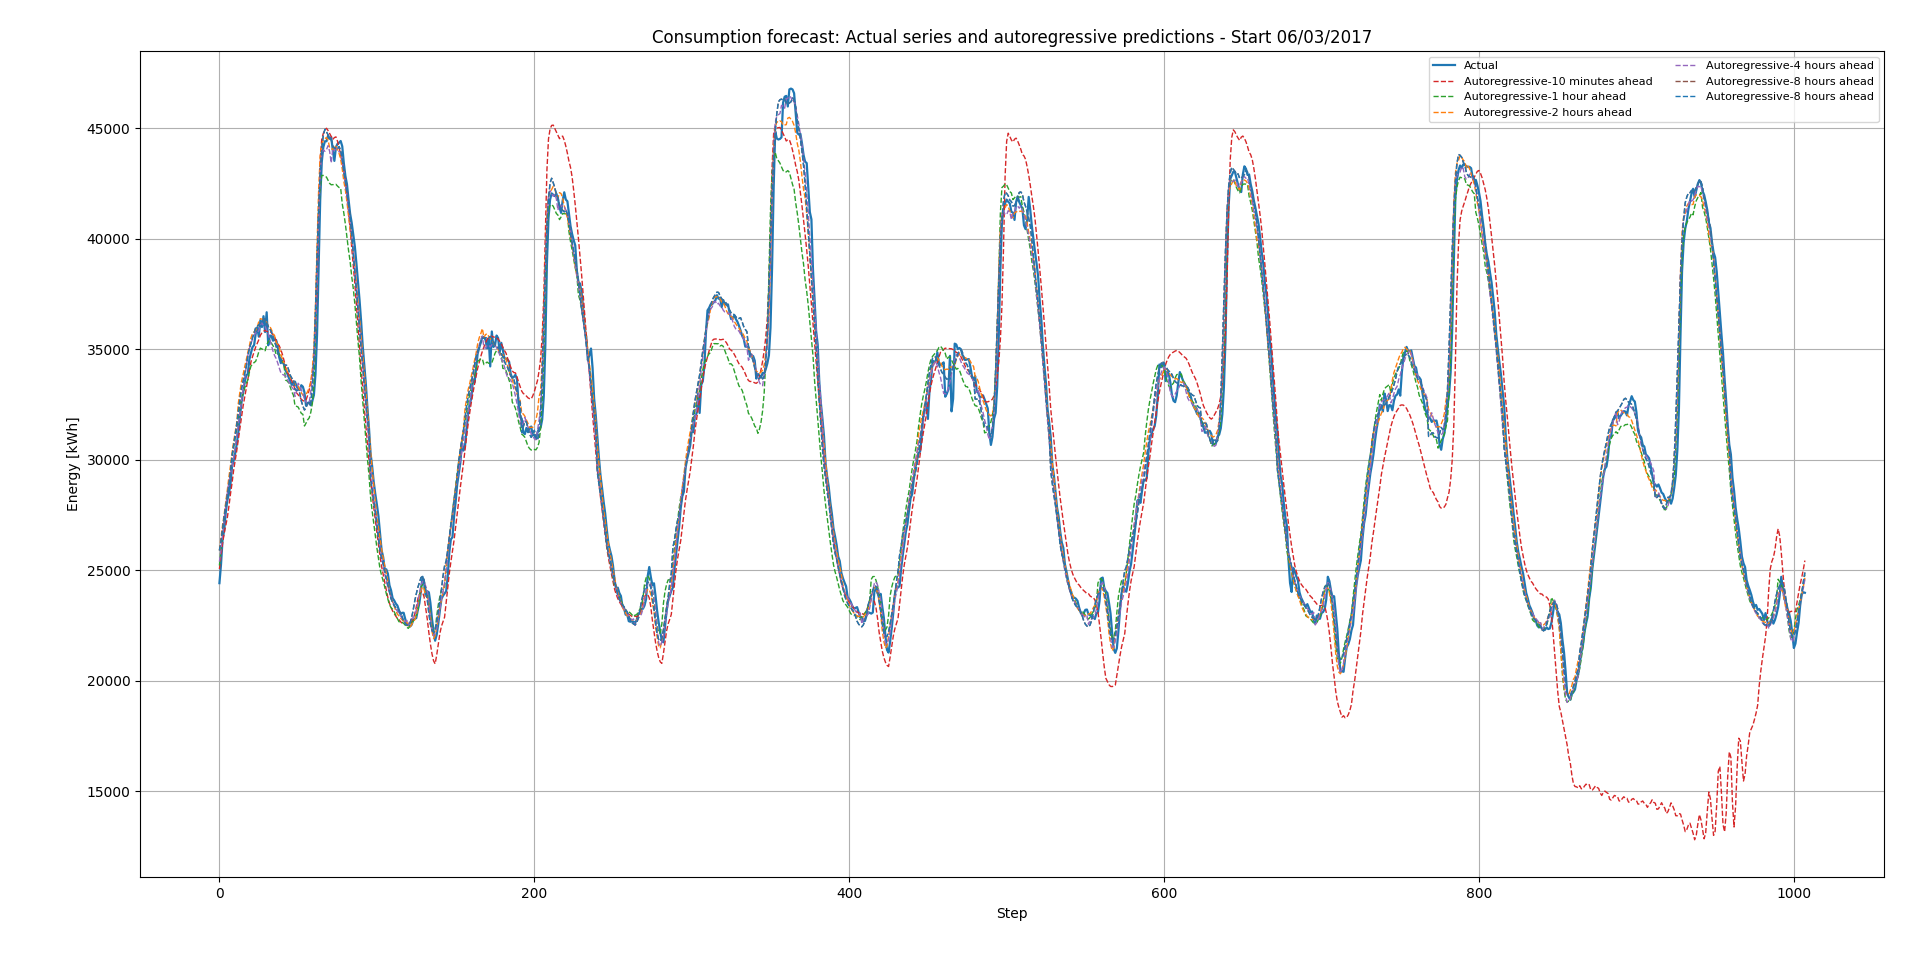 Consumption forecast: Actual series and autoregressive predictions - Start 06/03/2017
Actual
Autoregressive-10 minutes ahead
Autoregressive-1 hour ahead
Autoregressive-2 hours ahead
Autoregressive-4 hours ahead
Autoregressive-8 hours ahead
Autoregressive-8 hours ahead
Energy [kWh]
45000
40000
35000
30000
25000
20000
15000
0 200 400 600 800 1000
Step